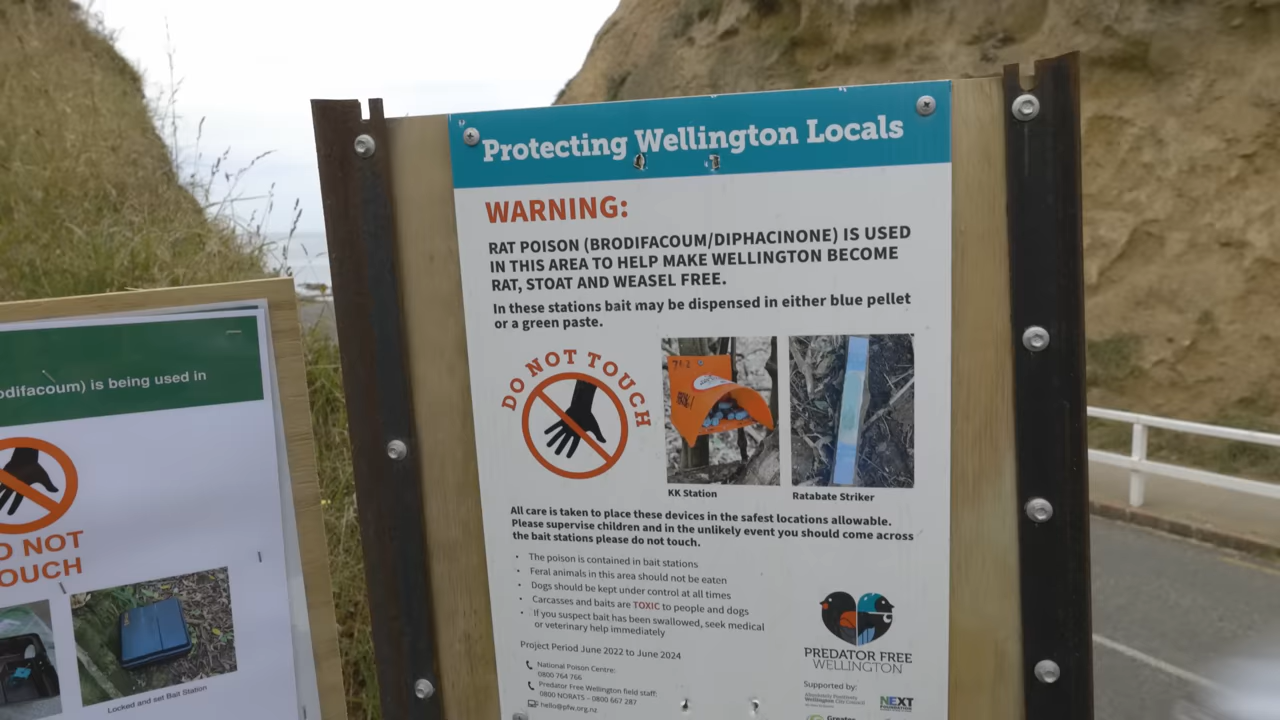 Protecting Wellington Locals
WARNING:
RAT POISON (BRODIFACOUM/DIPHACINONE) IS USED
IN THIS AREA TO HELP MAKE WELLINGTON BECOME
RAT, STOAT AND WEASEL FREE.
In these stations bait may be dispensed in either blue pellet
or a green paste.
DO NOT TOUCH
KK Station
Ratabate Striker
All care is taken to place these devices in the safest locations allowable.
Please supervise children and in the unlikely event you should come across
the bait stations please do not touch.
• The poison is contained in bait stations
• Feral animals in this area should not be eaten
• Dogs should be kept under control at all times
• Carcasses and baits are TOXIC to people and dogs
• If you suspect bait has been swallowed, seek medical
or veterinary help immediately
Project Period June 2022 to June 2024
National Poison Centre:
0800 764 766
Predator Free Wellington field staff:
0800 NORATS – 0800 667 287
hello@pfw.org.nz
PREDATOR FREE
WELLINGTON
Supported by:
Absolutely Positively
Wellington City Council
NEXT
FOUNDATION
Greater
odifacoum) is being used in
O NOT
OUCH
Locked and set Bait Station